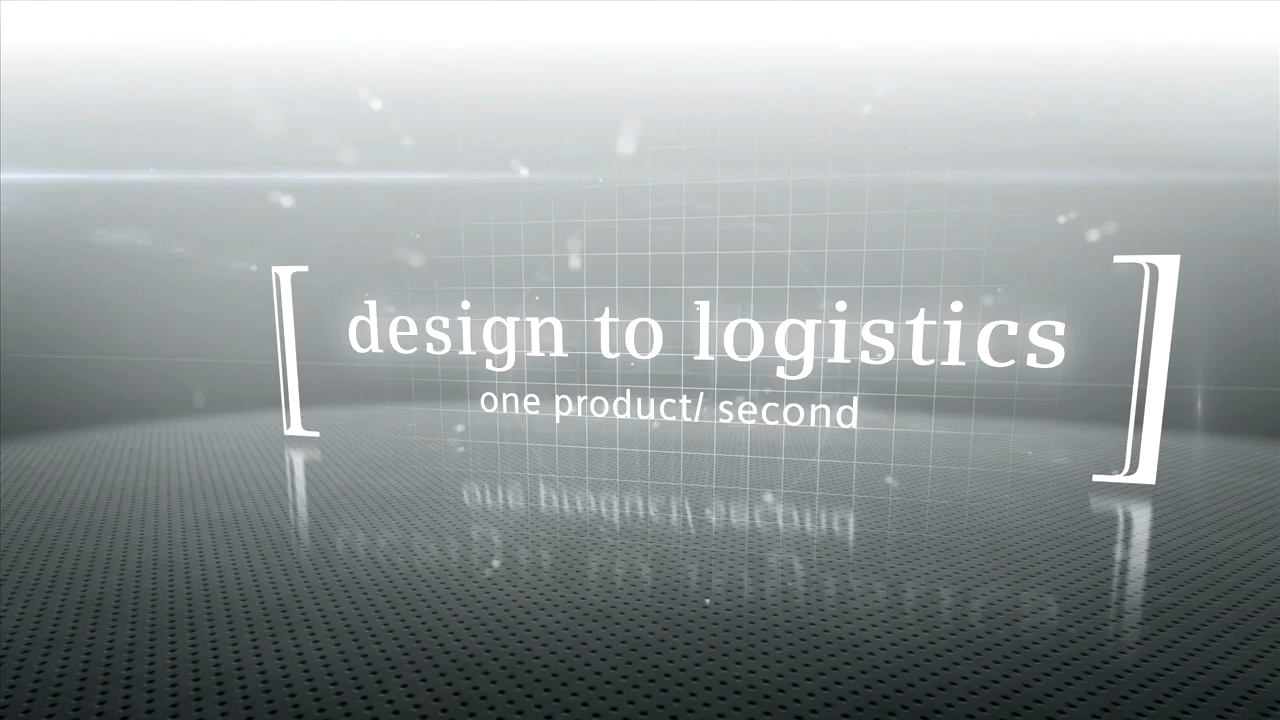 [ design to logistics ]
one product/ second